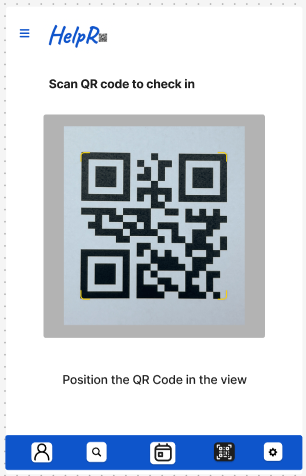 HelpR
Scan QR code to check in
Position the QR Code in the view